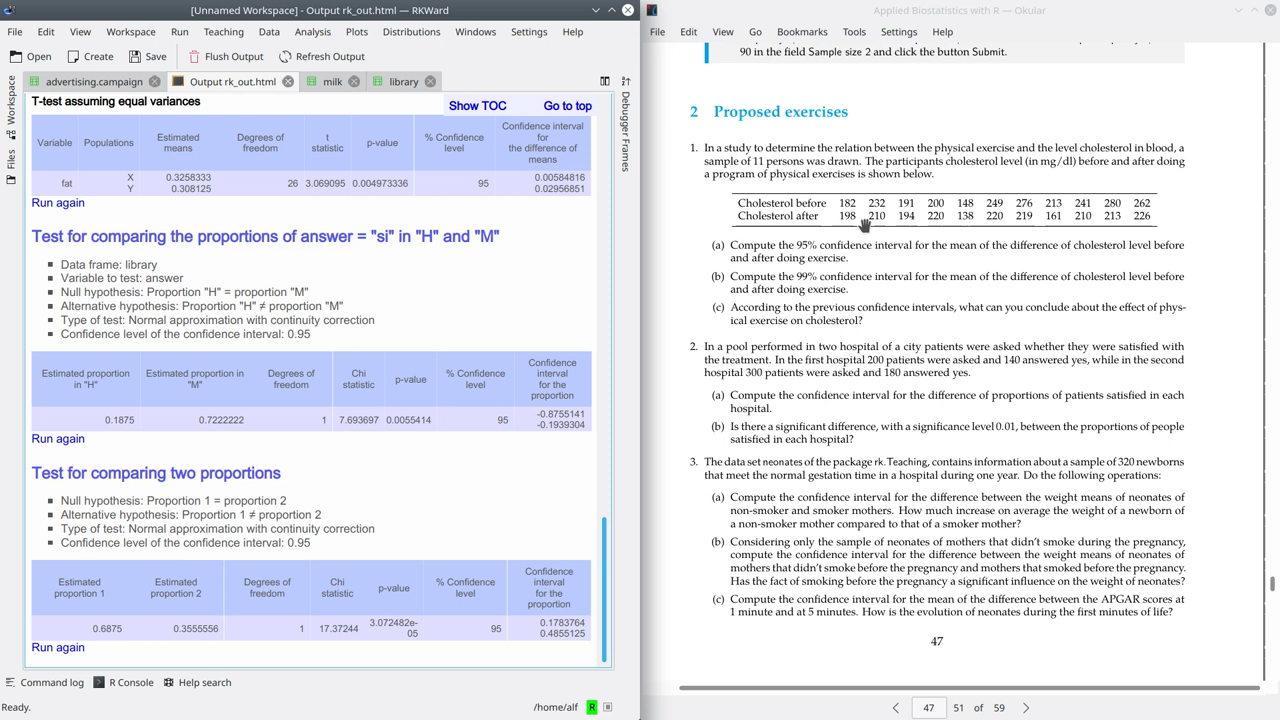 [Unnamed Workspace] - Output rk_out.html — RKWard
File Edit View Workspace Run Teaching Data Analysis Plots Distributions Windows Settings Help
Open Create Save Flush Output Refresh Output
advertising.campaign Output rk_out.html milk library
Workspace
Files
Debugger Frames
T-test assuming equal variances
Show TOC Go to top
Variable Populations Estimated means Degrees of freedom t statistic p-value % Confidence level Confidence interval for the difference of means
fat X Y 0.3258333 0.308125 26 3.069095 0.004973336 95 0.00584816 0.02956851
Run again
Test for comparing the proportions of answer = "si" in "H" and "M"
Data frame: library
Variable to test: answer
Null hypothesis: Proportion "H" = proportion "M"
Alternative hypothesis: Proportion "H" ≠ proportion "M"
Type of test: Normal approximation with continuity correction
Confidence level of the confidence interval: 0.95
Estimated proportion in "H" Estimated proportion in "M" Degrees of freedom Chi statistic p-value % Confidence level Confidence interval for the proportion
0.1875 0.7222222 1 7.693697 0.0055414 95 -0.8755141 -0.1939304
Run again
Test for comparing two proportions
Null hypothesis: Proportion 1 = proportion 2
Alternative hypothesis: Proportion 1 ≠ proportion 2
Type of test: Normal approximation with continuity correction
Confidence level of the confidence interval: 0.95
Estimated proportion 1 Estimated proportion 2 Degrees of freedom Chi statistic p-value % Confidence level Confidence interval for the proportion
0.6875 0.3555556 1 17.37244 3.072482e-05 95 0.1783764 0.4855125
Run again
Command log R Console Help search
Ready. /home/alf R
Applied Biostatistics with R — Okular
File Edit View Go Bookmarks Tools Settings Help
90 in the field Sample size 2 and click the button Submit.
2 Proposed exercises
1. In a study to determine the relation between the physical exercise and the level cholesterol in blood, a
sample of 11 persons was drawn. The participants cholesterol level (in mg/dl) before and after doing
a program of physical exercises is shown below.
Cholesterol before 182 232 191 200 148 249 276 213 241 280 262
Cholesterol after 198 210 194 220 138 220 219 161 210 213 226
(a) Compute the 95% confidence interval for the mean of the difference of cholesterol level before
and after doing exercise.
(b) Compute the 99% confidence interval for the mean of the difference of cholesterol level before
and after doing exercise.
(c) According to the previous confidence intervals, what can you conclude about the effect of phys-
ical exercise on cholesterol?
2. In a pool performed in two hospital of a city patients were asked whether they were satisfied with
the treatment. In the first hospital 200 patients were asked and 140 answered yes, while in the second
hospital 300 patients were asked and 180 answered yes.
(a) Compute the confidence interval for the difference of proportions of patients satisfied in each
hospital.
(b) Is there a significant difference, with a significance level 0.01, between the proportions of people
satisfied in each hospital?
3. The data set neonates of the package rk.Teaching, contains information about a sample of 320 newborns
that meet the normal gestation time in a hospital during one year. Do the following operations:
(a) Compute the confidence interval for the difference between the weight means of neonates of
non-smoker and smoker mothers. How much increase on average the weight of a newborn of
a non-smoker mother compared to that of a smoker mother?
(b) Considering only the sample of neonates of mothers that didn't smoke during the pregnancy,
compute the confidence interval for the difference between the weight means of neonates of
mothers that didn't smoke before the pregnancy and mothers that smoked before the pregnancy.
Has the fact of smoking before the pregnancy a significant influence on the weight of neonates?
(c) Compute the confidence interval for the mean of the difference between the APGAR scores at
1 minute and at 5 minutes. How is the evolution of neonates during the first minutes of life?
47
47 51 of 59